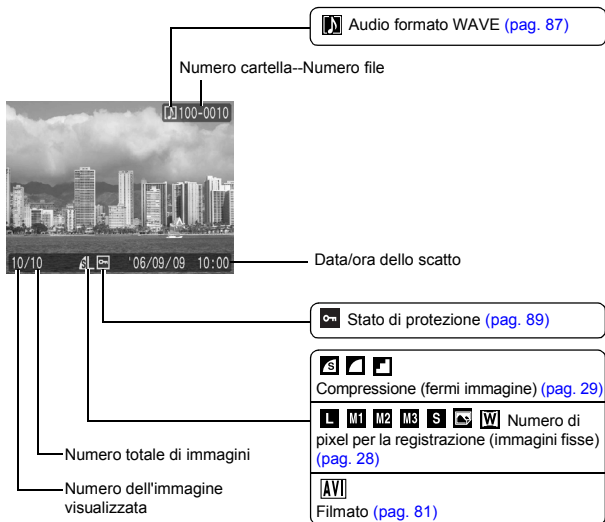 Audio formato WAVE (pag. 87)
Numero cartella--Numero file
100-0010
10/10 L '06/09/09 10:00
Data/ora dello scatto
Stato di protezione (pag. 89)
S
Compressione (fermi immagine) (pag. 29)
L M1 M2 M3 S W Numero di
pixel per la registrazione (immagini fisse)
(pag. 28)
AVI
Filmato (pag. 81)
Numero totale di immagini
Numero dell'immagine
visualizzata